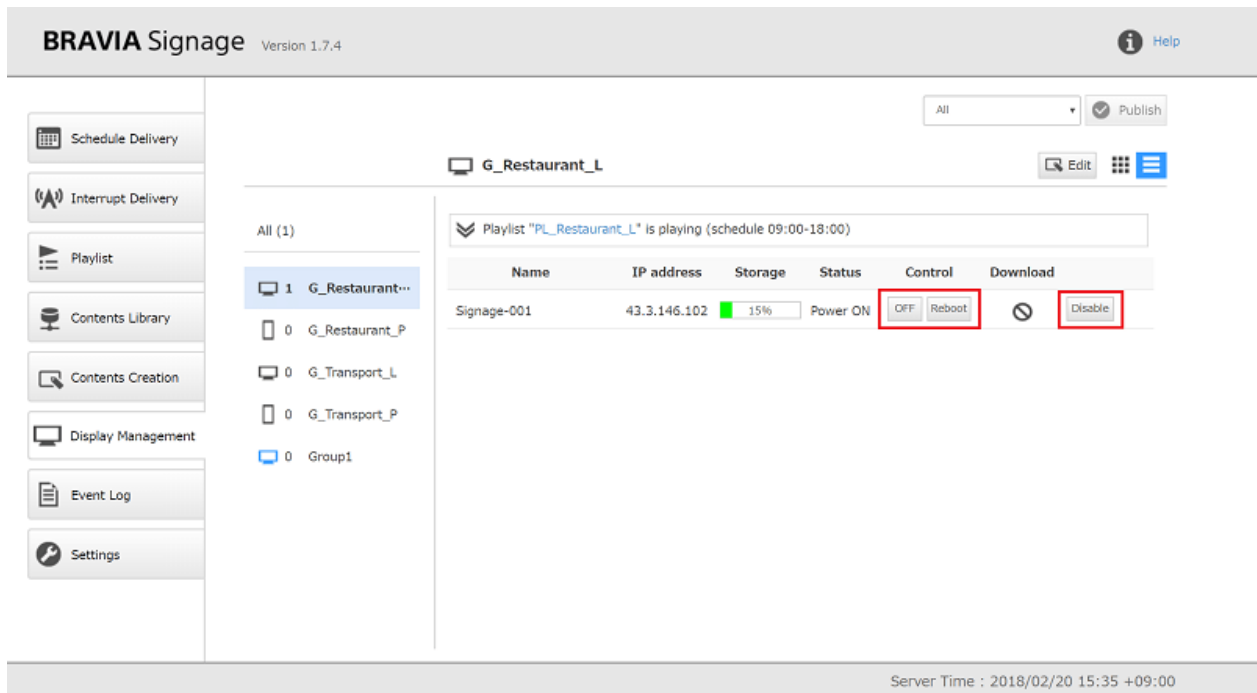 BRAVIA Signage Version 1.7.4
Help
All
Publish
Schedule Delivery
Interrupt Delivery
Playlist
Contents Library
Contents Creation
Display Management
Event Log
Settings
All (1)
1 G_Restaurant⋯
0 G_Restaurant_P
0 G_Transport_L
0 G_Transport_P
0 Group1
G_Restaurant_L
Edit
Playlist "PL_Restaurant_L" is playing (schedule 09:00-18:00)
Name IP address Storage Status Control Download
Signage-001 43.3.146.102 15% Power ON OFF Reboot Disable
Server Time : 2018/02/20 15:35 +09:00